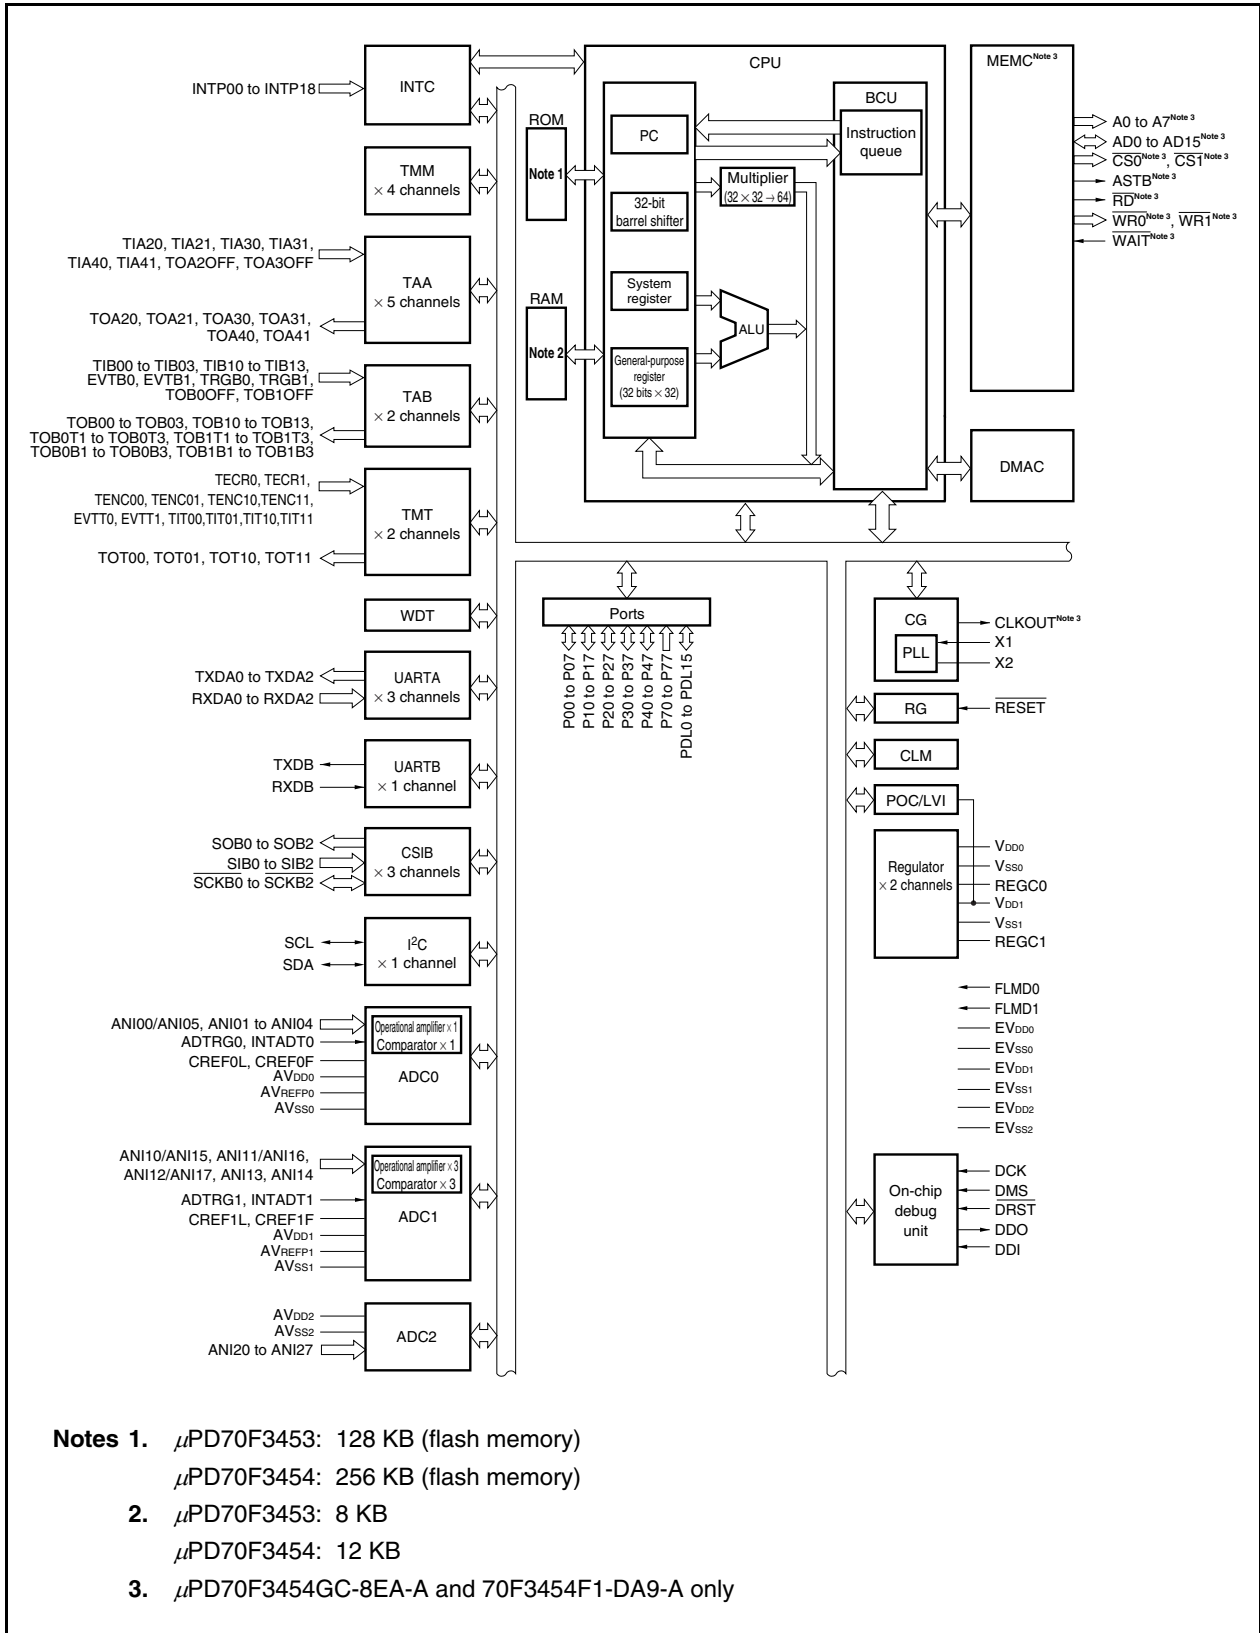 INTP00 to INTP18
INTC
TMM
× 4 channels
TIA20, TIA21, TIA30, TIA31,
TIA40, TIA41, TOA2OFF, TOA3OFF
TAA
× 5 channels
TOA20, TOA21, TOA30, TOA31,
TOA40, TOA41
TIB00 to TIB03, TIB10 to TIB13,
EVTB0, EVTB1, TRGB0, TRGB1,
TOB0OFF, TOB1OFF
TAB
× 2 channels
TOB00 to TOB03, TOB10 to TOB13,
TOB0T1 to TOB0T3, TOB1T1 to TOB1T3,
TOB0B1 to TOB0B3, TOB1B1 to TOB1B3
TECR0, TECR1,
TENC00, TENC01, TENC10,TENC11,
EVTT0, EVTT1, TIT00,TIT01,TIT10,TIT11
TMT
× 2 channels
TOT00, TOT01, TOT10, TOT11
WDT
TXDA0 to TXDA2
RXDA0 to RXDA2
UARTA
× 3 channels
TXDB
RXDB
UARTB
× 1 channel
SOB0 to SOB2
SIB0 to SIB2
SCKB0 to SCKB2
CSIB
× 3 channels
SCL
SDA
I2C
× 1 channel
ANI00/ANI05, ANI01 to ANI04
ADTRG0, INTADT0
CREF0L, CREF0F
AVDD0
AVREFP0
AVSS0
Operational amplifier × 1
Comparator × 1
ADC0
ANI10/ANI15, ANI11/ANI16,
ANI12/ANI17, ANI13, ANI14
ADTRG1, INTADT1
CREF1L, CREF1F
AVDD1
AVREFP1
AVSS1
Operational amplifier × 3
Comparator × 3
ADC1
AVDD2
AVSS2
ANI20 to ANI27
ADC2
ROM
Note 1
RAM
Note 2
CPU
PC
32-bit
barrel shifter
System
register
General-purpose
register
(32 bits × 32)
Multiplier
(32 × 32 → 64)
ALU
BCU
Instruction
queue
MEMC Note 3
A0 to A7 Note 3
AD0 to AD15 Note 3
CS0 Note 3, CS1 Note 3
ASTB Note 3
RD Note 3
WR0 Note 3, WR1 Note 3
WAIT Note 3
DMAC
Ports
P00 to P07
P10 to P17
P20 to P27
P30 to P37
P40 to P47
P70 to P77
PDL0 to PDL15
CG
PLL
CLKOUT Note 3
X1
X2
RG
RESET
CLM
POC/LVI
Regulator
× 2 channels
VDD0
VSS0
REGC0
VDD1
VSS1
REGC1
FLMD0
FLMD1
EVDD0
EVSS0
EVDD1
EVSS1
EVDD2
EVSS2
On-chip
debug
unit
DCK
DMS
DRST
DDO
DDI
Notes 1. μPD70F3453: 128 KB (flash memory)
μPD70F3454: 256 KB (flash memory)
2. μPD70F3453: 8 KB
μPD70F3454: 12 KB
3. μPD70F3454GC-8EA-A and 70F3454F1-DA9-A only